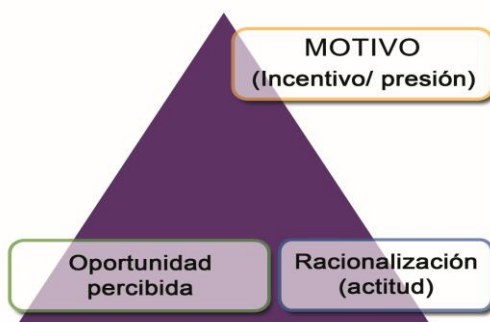 MOTIVO
(Incentivo/ presión)
Oportunidad
percibida
Racionalización
(actitud)